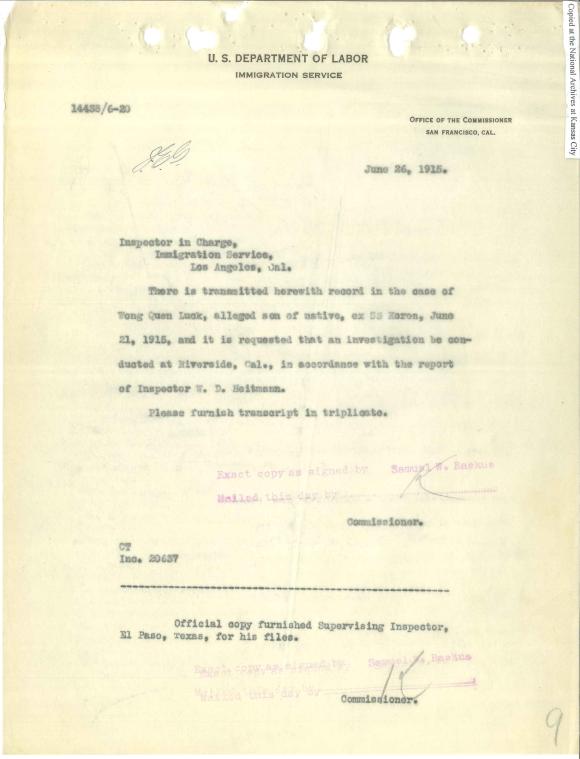 Copied at the National Archives at Kansas City
U. S. DEPARTMENT OF LABOR
IMMIGRATION SERVICE
14438/6-20
OFFICE OF THE COMMISSIONER
SAN FRANCISCO, CAL.
June 26, 1915.
Inspector in Charge,
Immigration Service,
Los Angeles, Cal.
There is transmitted herewith record in the case of
Wong Quen Luck, alleged son of native, ex SS Korea, June
21, 1915, and it is requested that an investigation be con-
ducted at Riverside, Cal., in accordance with the report
of Inspector W. D. Heitmann.
Please furnish transcript in triplicate.
Exact copy as signed by Samuel W. Backus
Mailed this day by
Commissioner.
CT
Inc. 20637
Official copy furnished Supervising Inspector,
El Paso, Texas, for his files.
Exact copy as signed by Samuel W. Backus
Mailed this day by
Commissioner.
9